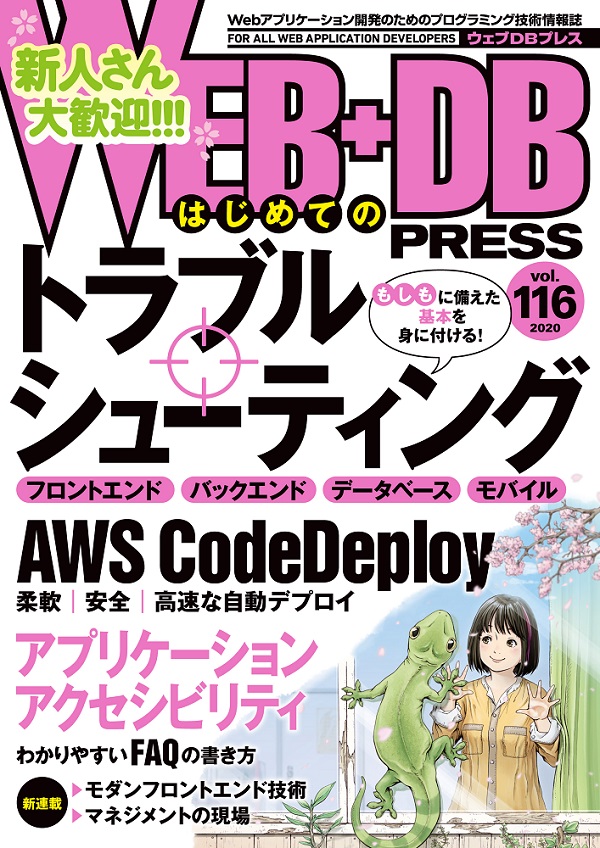 Webアプリケーション開発のためのプログラミング技術情報誌
FOR ALL WEB APPLICATION DEVELOPERS ウェブDBプレス
新人さん
大歓迎!!!
WEB+DB
PRESS
vol.
116
2020
はじめての
トラブル
シューティング
もしもに備えた
基本を
身に付ける!
フロントエンド バックエンド データベース モバイル
AWS CodeDeploy
柔軟|安全|高速な自動デプロイ
アプリケーション
アクセシビリティ
わかりやすいFAQの書き方
新連載
▶モダンフロントエンド技術
▶マネジメントの現場